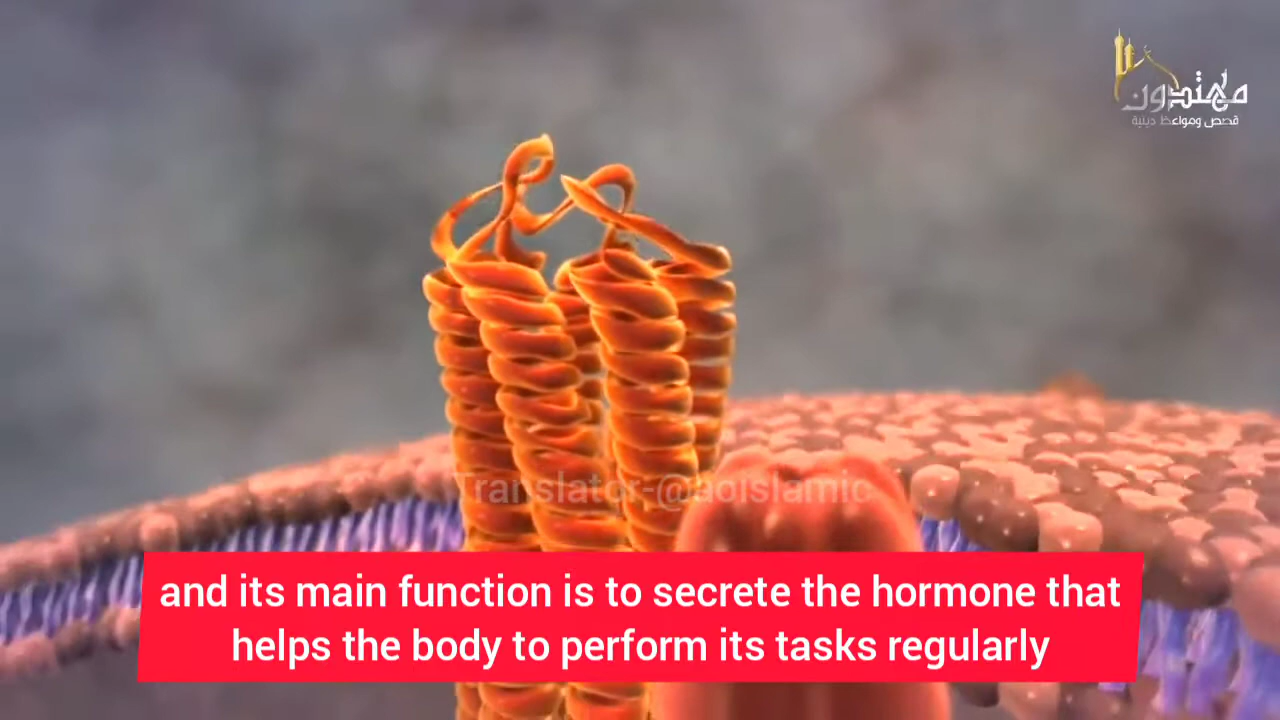 مهتدون
قصص ومواعظ دينية
Translator-@aoislamic
and its main function is to secrete the hormone that
helps the body to perform its tasks regularly